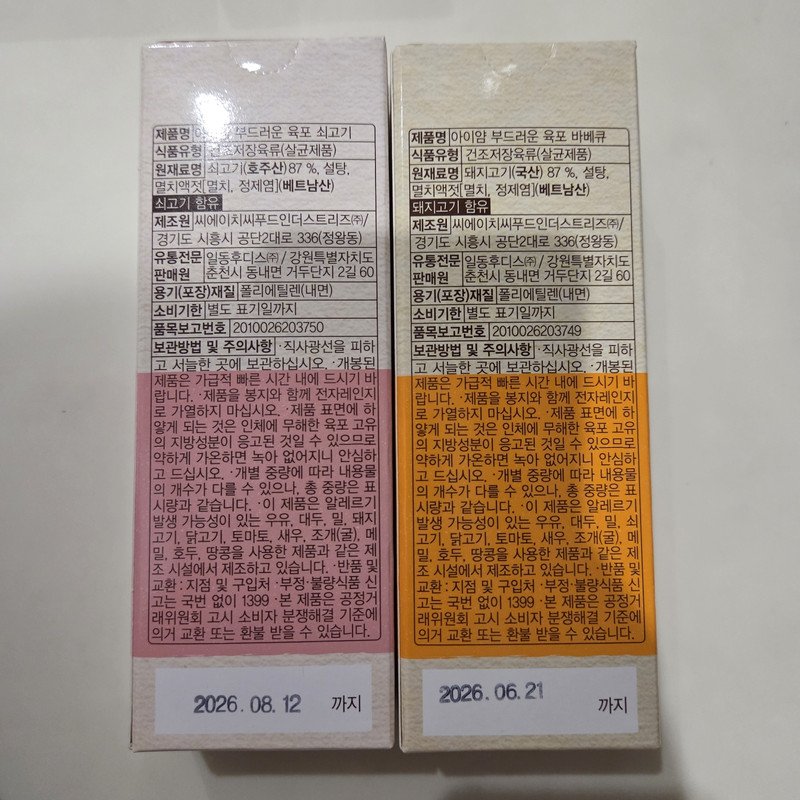 제품명 부드러운 육포 쇠고기
식품유형 건조저장육류(살균제품)
원재료명 쇠고기(호주산) 87 %, 설탕,
멸치액젓[멸치, 정제염](베트남산)
쇠고기 함유
제조원 씨에이치씨푸드인더스트리즈㈜/
경기도 시흥시 공단2대로 336(정왕동)
유통전문 일동후디스㈜/ 강원특별자치도
판매원 춘천시 동내면 거두단지 2길 60
용기(포장)재질 폴리에틸렌(내면)
소비기한 별도 표기일까지
품목보고번호 2010026203750
보관방법 및 주의사항 ·직사광선을 피하
고 서늘한 곳에 보관하십시오. ·개봉된
제품은 가급적 빠른 시간 내에 드시기 바
랍니다. ·제품을 봉지와 함께 전자레인지
로 가열하지 마십시오. ·제품 표면에 하
얗게 되는 것은 인체에 무해한 육포 고유
의 지방성분이 응고된 것일 수 있으므로
약하게 가온하면 녹아 없어지니 안심하
고 드십시오. ·개별 중량에 따라 내용물
의 개수가 다를 수 있으나, 총 중량은 표
시량과 같습니다. ·이 제품은 알레르기
발생 가능성이 있는 우유, 대두, 밀, 돼지
고기, 닭고기, 토마토, 새우, 조개(굴), 메
밀, 호두, 땅콩을 사용한 제품과 같은 제
조 시설에서 제조하고 있습니다. ·반품 및
교환 : 지점 및 구입처 ·부정·불량식품 신
고는 국번 없이 1399 ·본 제품은 공정거
래위원회 고시 소비자 분쟁해결 기준에
의거 교환 또는 환불 받을 수 있습니다.
2026.08.12 까지
제품명 아이얌 부드러운 육포 바베큐
식품유형 건조저장육류(살균제품)
원재료명 돼지고기(국산) 87 %, 설탕,
멸치액젓[멸치, 정제염](베트남산)
돼지고기 함유
제조원 씨에이치씨푸드인더스트리즈㈜/
경기도 시흥시 공단2대로 336(정왕동)
유통전문 일동후디스㈜/ 강원특별자치도
판매원 춘천시 동내면 거두단지 2길 60
용기(포장)재질 폴리에틸렌(내면)
소비기한 별도 표기일까지
품목보고번호 2010026203749
보관방법 및 주의사항 ·직사광선을 피하
고 서늘한 곳에 보관하십시오. ·개봉된
제품은 가급적 빠른 시간 내에 드시기 바
랍니다. ·제품을 봉지와 함께 전자레인지
로 가열하지 마십시오. ·제품 표면에 하
얗게 되는 것은 인체에 무해한 육포 고유
의 지방성분이 응고된 것일 수 있으므로
약하게 가온하면 녹아 없어지니 안심하
고 드십시오. ·개별 중량에 따라 내용물
의 개수가 다를 수 있으나, 총 중량은 표
시량과 같습니다. ·이 제품은 알레르기
발생 가능성이 있는 우유, 대두, 밀, 쇠
고기, 닭고기, 토마토, 새우, 조개(굴), 메
밀, 호두, 땅콩을 사용한 제품과 같은 제
조 시설에서 제조하고 있습니다. ·반품 및
교환 : 지점 및 구입처 ·부정·불량식품 신
고는 국번 없이 1399 ·본 제품은 공정거
래위원회 고시 소비자 분쟁해결 기준에
의거 교환 또는 환불 받을 수 있습니다.
2026.06.21 까지